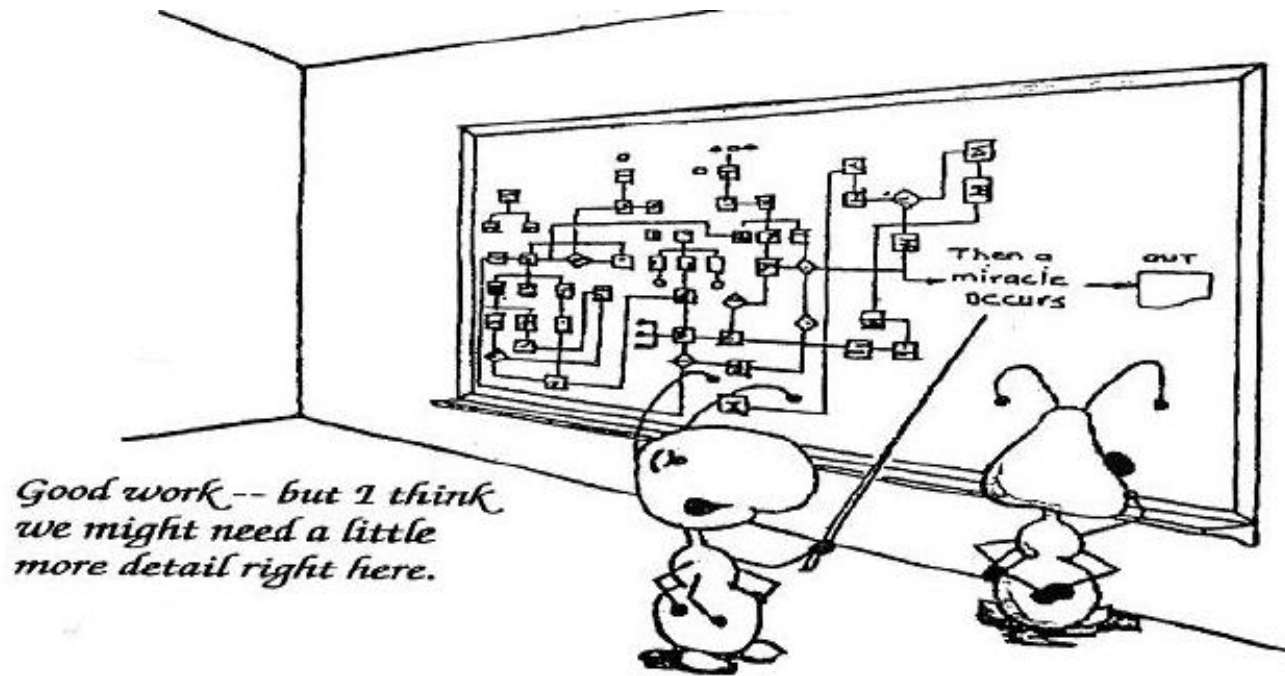 Then a
miracle
occurs
OUT
Good work -- but I think
we might need a little
more detail right here.